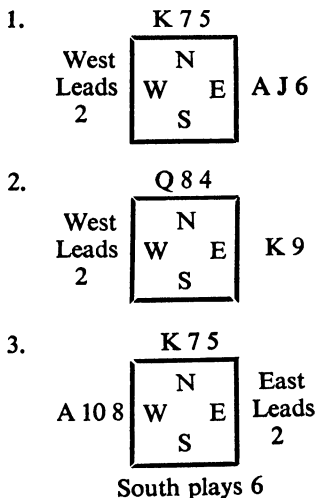 1.
K 7 5
West
Leads
2
N
W E
S
A J 6
2.
Q 8 4
West
Leads
2
N
W E
S
K 9
3.
K 7 5
A 10 8
N
W E
S
East
Leads
2
South plays 6